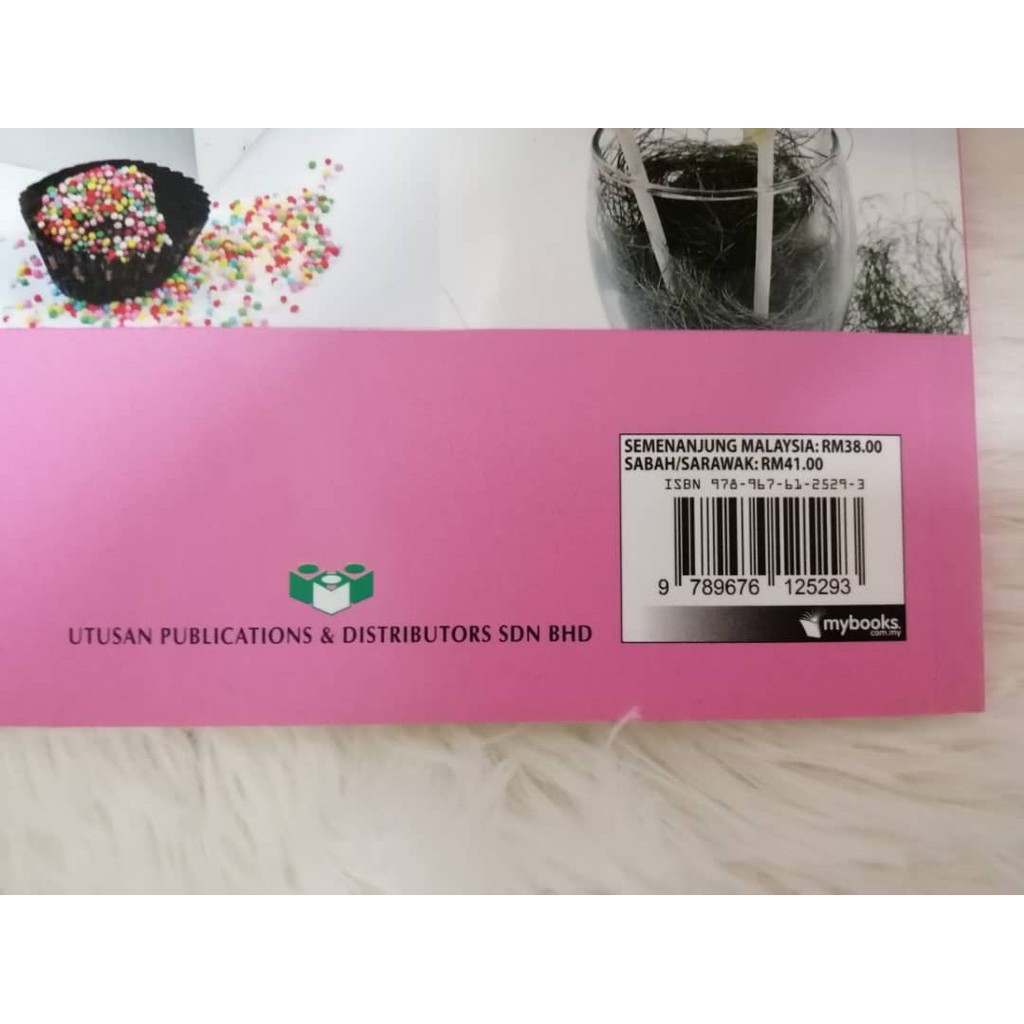 SEMENANJUNG MALAYSIA: RM38.00
SABAH/SARAWAK: RM41.00
ISBN 978-967-61-2529-3
9 789676 125293
mybooks.
com.my
UTUSAN PUBLICATIONS & DISTRIBUTORS SDN BHD